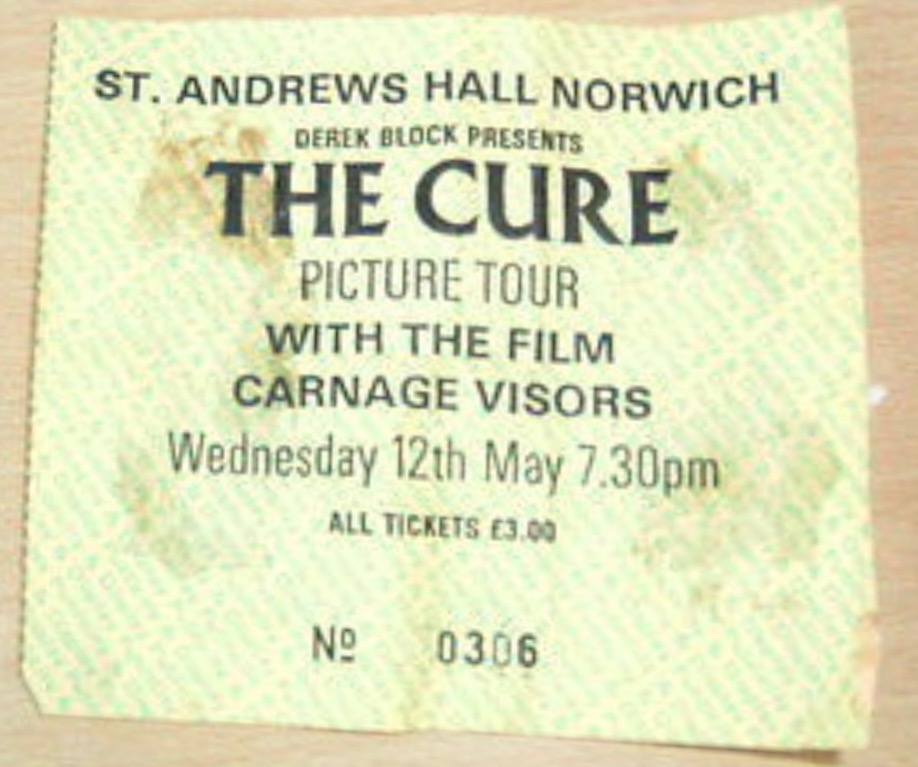 ST. ANDREWS HALL NORWICH
DEREK BLOCK PRESENTS
THE CURE
PICTURE TOUR
WITH THE FILM
CARNAGE VISORS
Wednesday 12th May 7.30pm
ALL TICKETS £3.00
Nº 0306